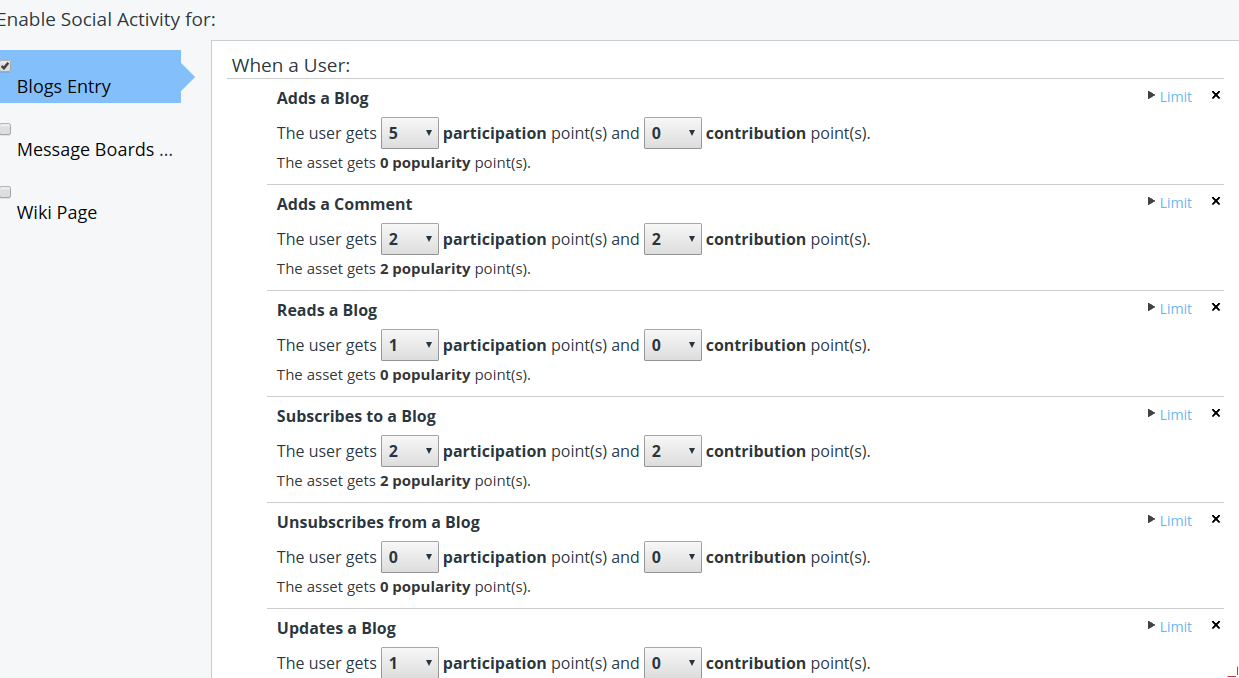 Enable Social Activity for:
Blogs Entry
Message Boards ...
Wiki Page
When a User:
Adds a Blog
Limit
The user gets 5 participation point(s) and 0 contribution point(s).
The asset gets 0 popularity point(s).
Adds a Comment
Limit
The user gets 2 participation point(s) and 2 contribution point(s).
The asset gets 2 popularity point(s).
Reads a Blog
Limit
The user gets 1 participation point(s) and 0 contribution point(s).
The asset gets 0 popularity point(s).
Subscribes to a Blog
Limit
The user gets 2 participation point(s) and 2 contribution point(s).
The asset gets 2 popularity point(s).
Unsubscribes from a Blog
Limit
The user gets 0 participation point(s) and 0 contribution point(s).
The asset gets 0 popularity point(s).
Updates a Blog
Limit
The user gets 1 participation point(s) and 0 contribution point(s).